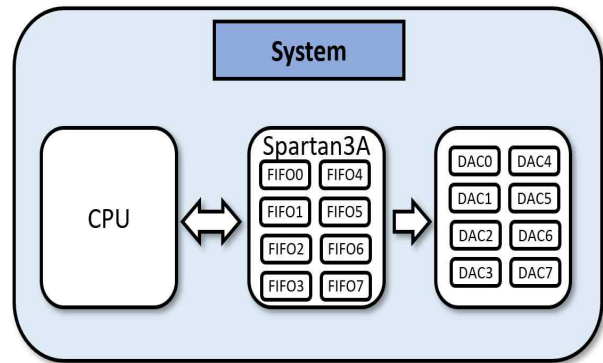 System
CPU
Spartan3A
FIFO0 FIFO4
FIFO1 FIFO5
FIFO2 FIFO6
FIFO3 FIFO7
DAC0 DAC4
DAC1 DAC5
DAC2 DAC6
DAC3 DAC7